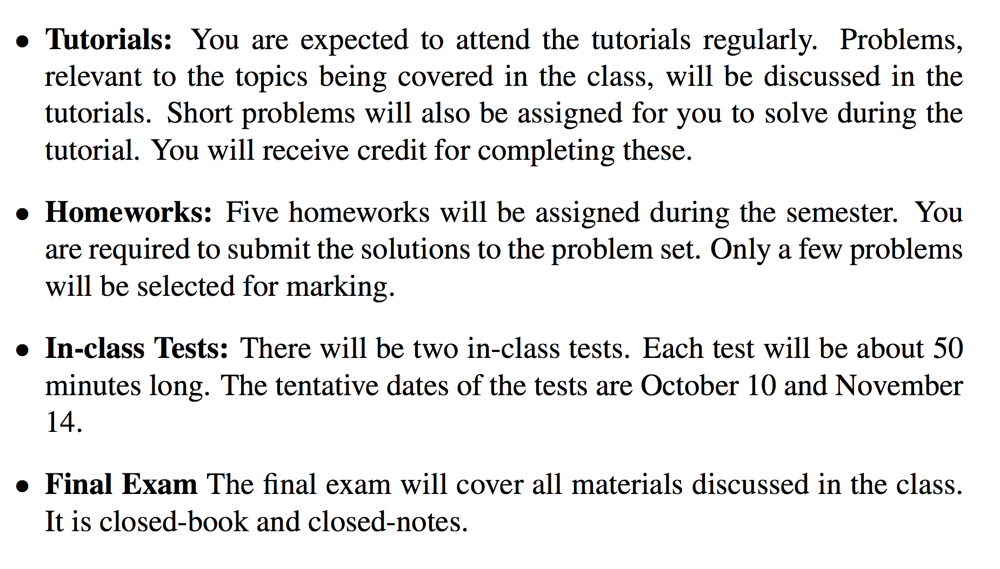 • Tutorials: You are expected to attend the tutorials regularly. Problems,
relevant to the topics being covered in the class, will be discussed in the
tutorials. Short problems will also be assigned for you to solve during the
tutorial. You will receive credit for completing these.
• Homeworks: Five homeworks will be assigned during the semester. You
are required to submit the solutions to the problem set. Only a few problems
will be selected for marking.
• In-class Tests: There will be two in-class tests. Each test will be about 50
minutes long. The tentative dates of the tests are October 10 and November
14.
• Final Exam The final exam will cover all materials discussed in the class.
It is closed-book and closed-notes.